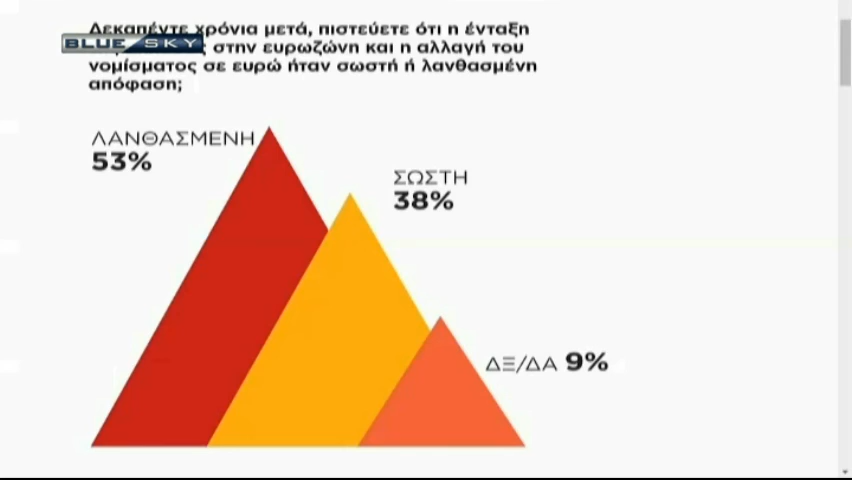 Δεκαπέντε χρόνια μετά, πιστεύετε ότι η ένταξη
BLUE SKY
στην ευρωζώνη και η αλλαγή του
νομίσματος σε ευρώ ήταν σωστή ή λανθασμένη
απόφαση;
ΛΑΝΘΑΣΜΕΝΗ
53%
ΣΩΣΤΗ
38%
ΔΞ/ΔΑ 9%